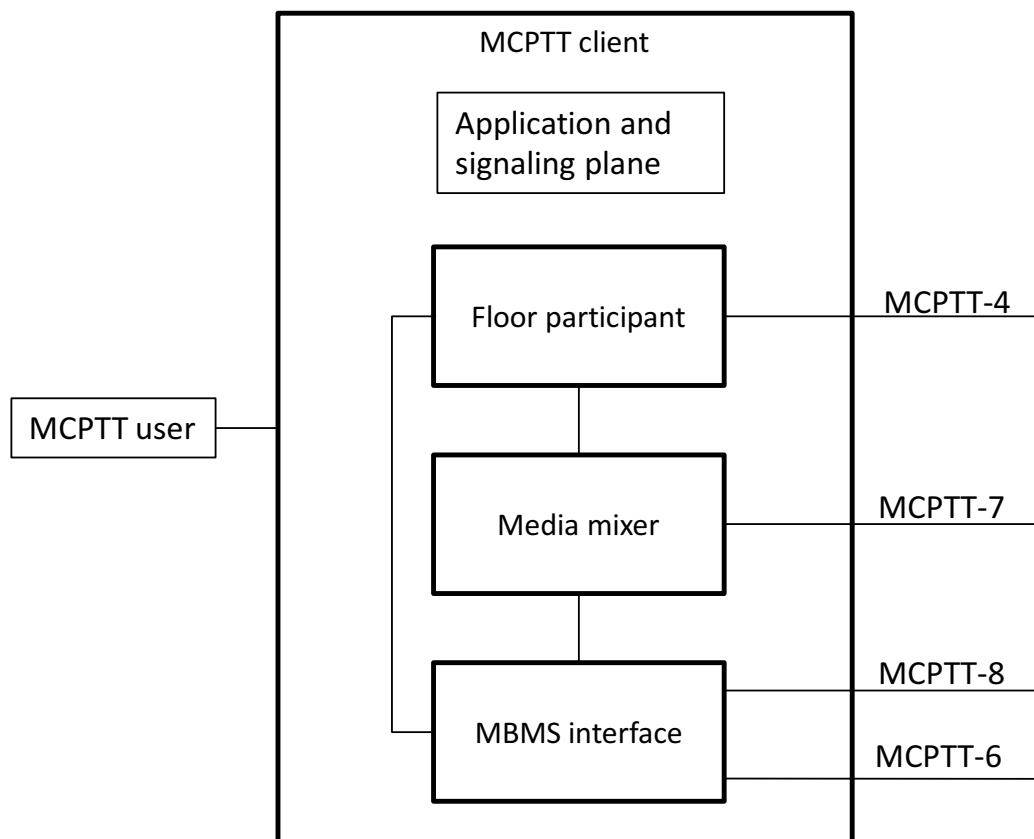 MCPTT client
Application and
signaling plane
Floor participant
MCPTT-4
MCPTT user
Media mixer
MCPTT-7
MCPTT-8
MBMS interface
MCPTT-6